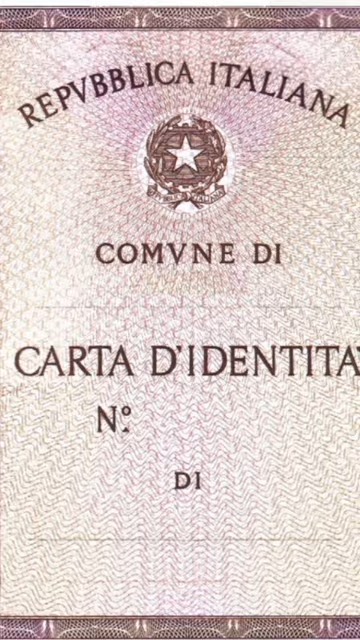 REPVBBLICA ITALIANA
COMVNE DI
CARTA D'IDENTITA'
N.º
DI